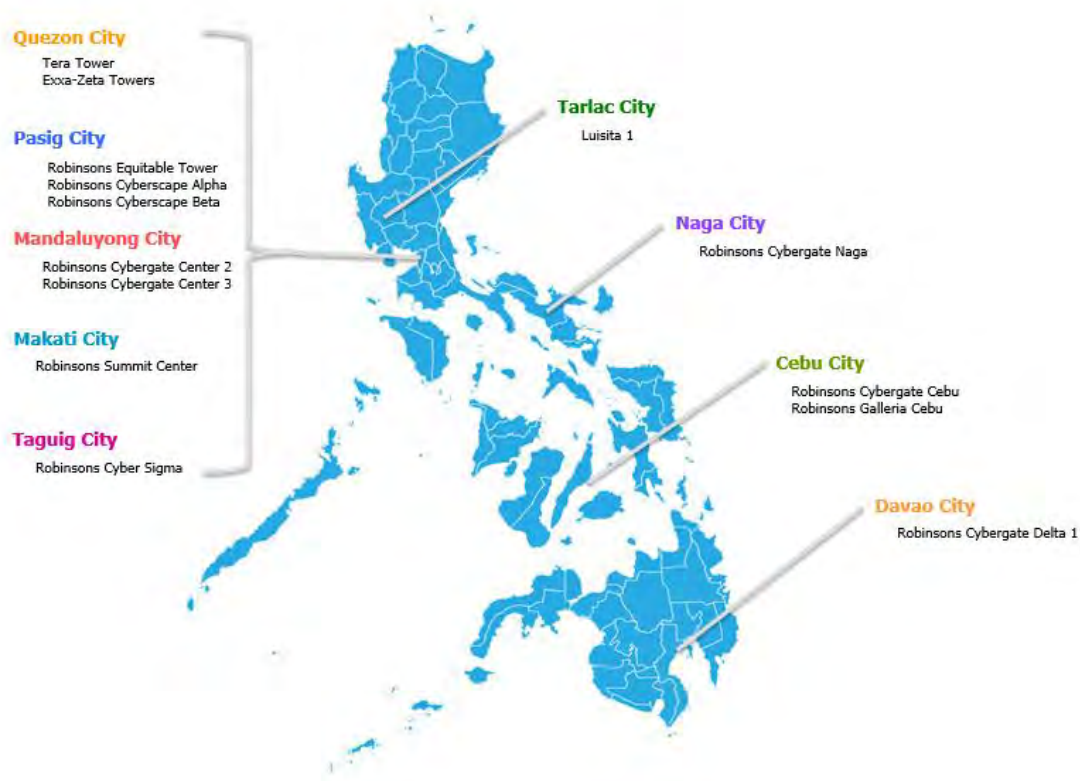 Quezon City
Tera Tower
Exxa-Zeta Towers
Pasig City
Robinsons Equitable Tower
Robinsons Cyberscape Alpha
Robinsons Cyberscape Beta
Mandaluyong City
Robinsons Cybergate Center 2
Robinsons Cybergate Center 3
Makati City
Robinsons Summit Center
Taguig City
Robinsons Cyber Sigma
Tarlac City
Luisita 1
Naga City
Robinsons Cybergate Naga
Cebu City
Robinsons Cybergate Cebu
Robinsons Galleria Cebu
Davao City
Robinsons Cybergate Delta 1